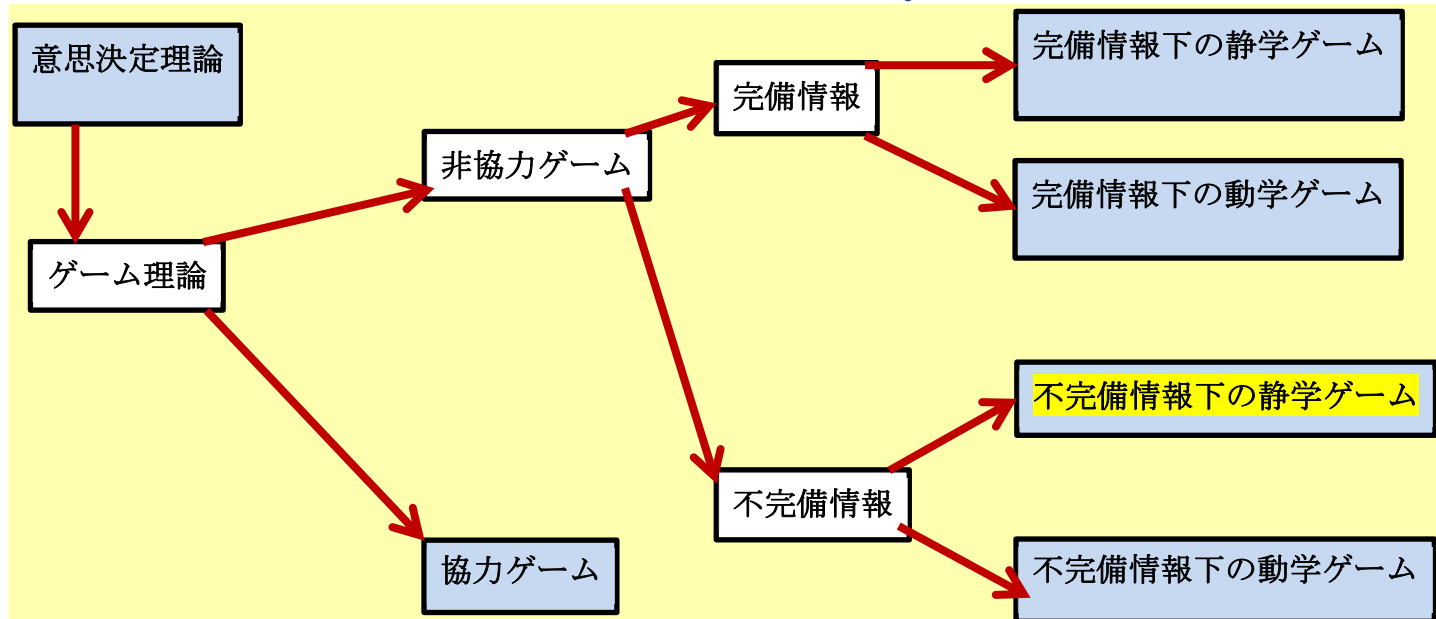 意思決定理論
ゲーム理論
非協力ゲーム
協力ゲーム
完備情報
不完備情報
完備情報下の静学ゲーム
完備情報下の動学ゲーム
不完備情報下の静学ゲーム
不完備情報下の動学ゲーム